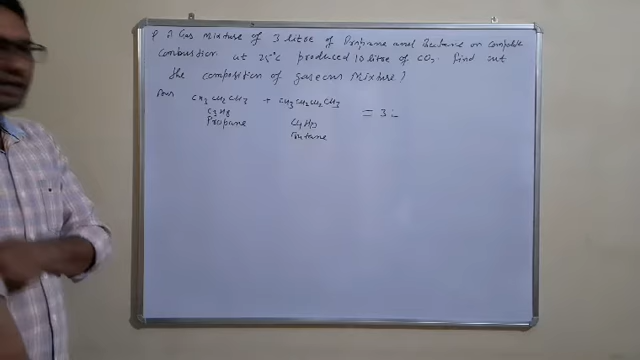 P A Gas Mixture of 3 litre of Propane and Butane on complete
combustion at 25°C produced 10 litre of CO2. Find out
the composition of gaseous Mixture?
CH3 CH2 CH3 + CH3 CH2 CH2 CH3 = 3 L
C3H8
Propane C4H10
Butane